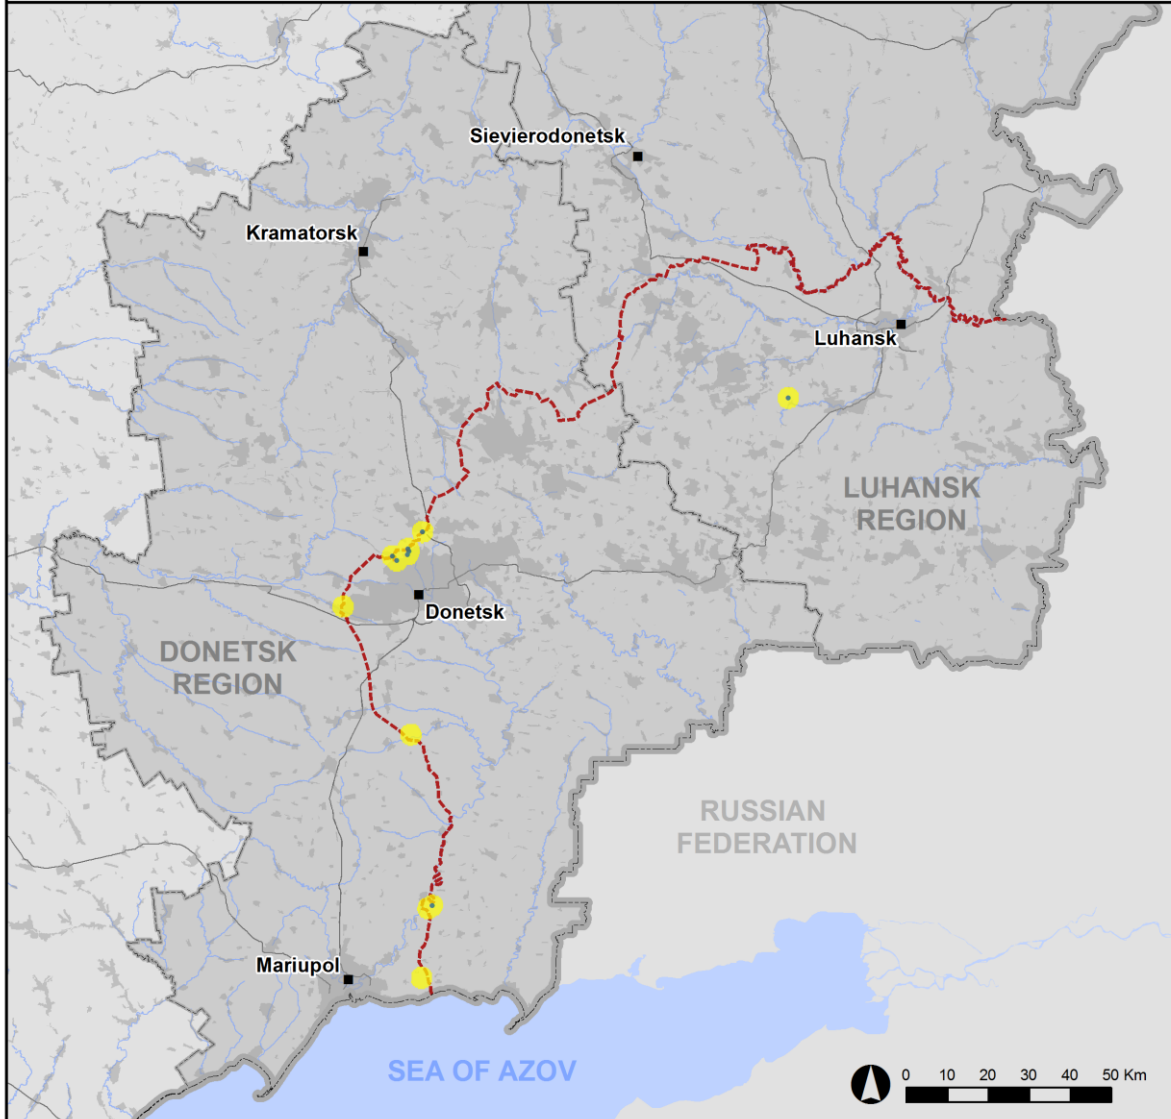 Sievierodonetsk
Kramatorsk
Luhansk
LUHANSK
REGION
Donetsk
DONETSK
REGION
RUSSIAN
FEDERATION
Mariupol
SEA OF AZOV
0 10 20 30 40 50 Km